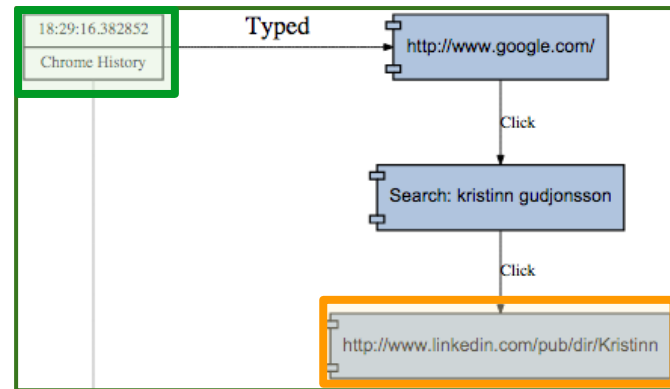 18:29:16.382852
Typed
http://www.google.com/
Chrome History
Click
Search: kristinn gudjonsson
Click
http://www.linkedin.com/pub/dir/Kristinn